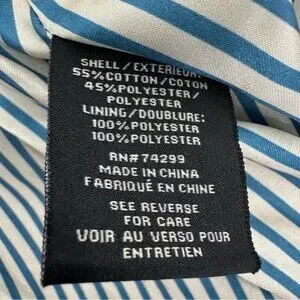 SHELL/EXTERIEUR:
55%COTTON/COTON
45%POLYESTER/
POLYESTER
LINING/DOUBLURE:
100%POLYESTER
100%POLYESTER
RN#74299
MADE IN CHINA
FABRIQUÉ EN CHINE
SEE REVERSE
FOR CARE
VOIR AU VERSO POUR
ENTRETIEN